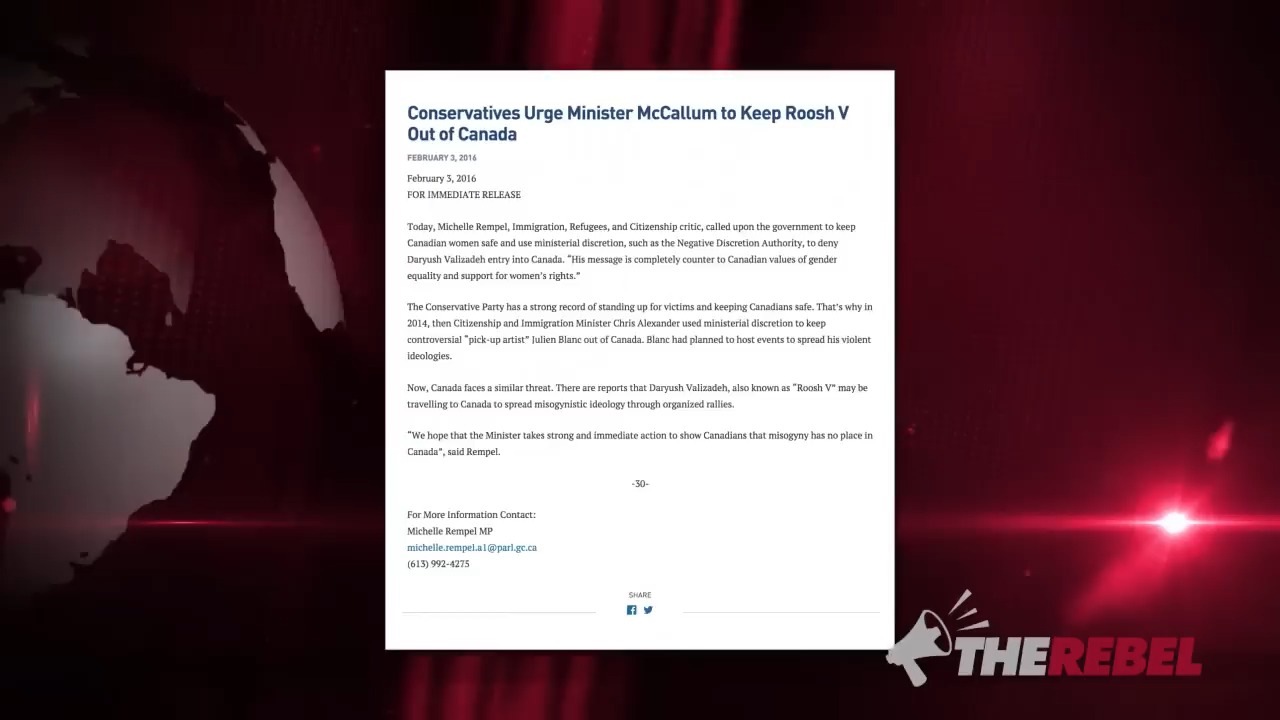 Conservatives Urge Minister McCallum to Keep Roosh V
Out of Canada
FEBRUARY 3, 2016
February 3, 2016
FOR IMMEDIATE RELEASE
Today, Michelle Rempel, Immigration, Refugees, and Citizenship critic, called upon the government to keep
Canadian women safe and use ministerial discretion, such as the Negative Discretion Authority, to deny
Daryush Valizadeh entry into Canada. “His message is completely counter to Canadian values of gender
equality and support for women’s rights.”
The Conservative Party has a strong record of standing up for victims and keeping Canadians safe. That’s why in
2014, then Citizenship and Immigration Minister Chris Alexander used ministerial discretion to keep
controversial “pick-up artist” Julien Blanc out of Canada. Blanc had planned to host events to spread his violent
ideologies.
Now, Canada faces a similar threat. There are reports that Daryush Valizadeh, also known as “Roosh V” may be
travelling to Canada to spread misogynistic ideology through organized rallies.
“We hope that the Minister takes strong and immediate action to show Canadians that misogyny has no place in
Canada”, said Rempel.
-30-
For More Information Contact:
Michelle Rempel MP
michelle.rempel.a1@parl.gc.ca
(613) 992-4275
SHARE
THEREBEL